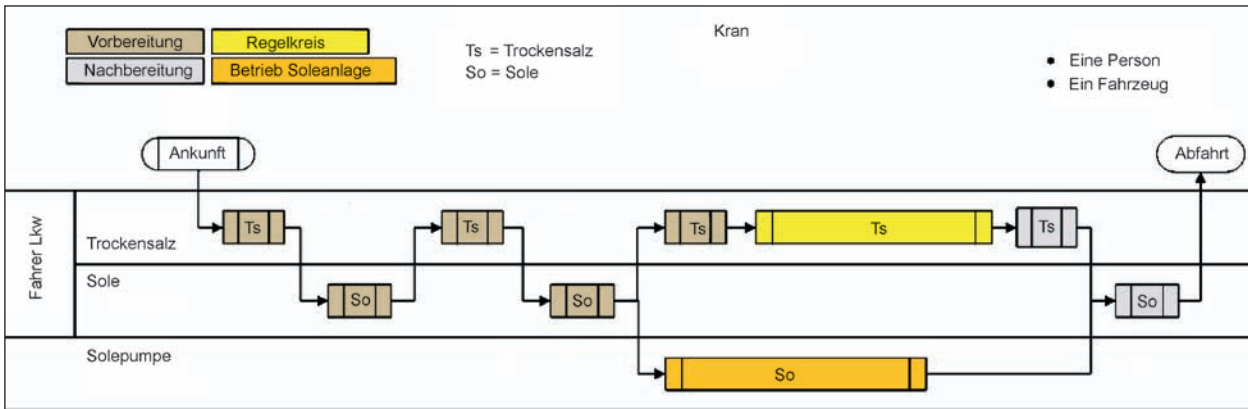 Kran
Vorbereitung
Regelkreis
Nachbereitung
Betrieb Soleanlage
Ts = Trockensalz
So = Sole
• Eine Person
• Ein Fahrzeug
Ankunft
Abfahrt
Fahrer Lkw
Trockensalz
Ts
Ts
Ts
Ts
Ts
Sole
So
So
So
Solepumpe
So